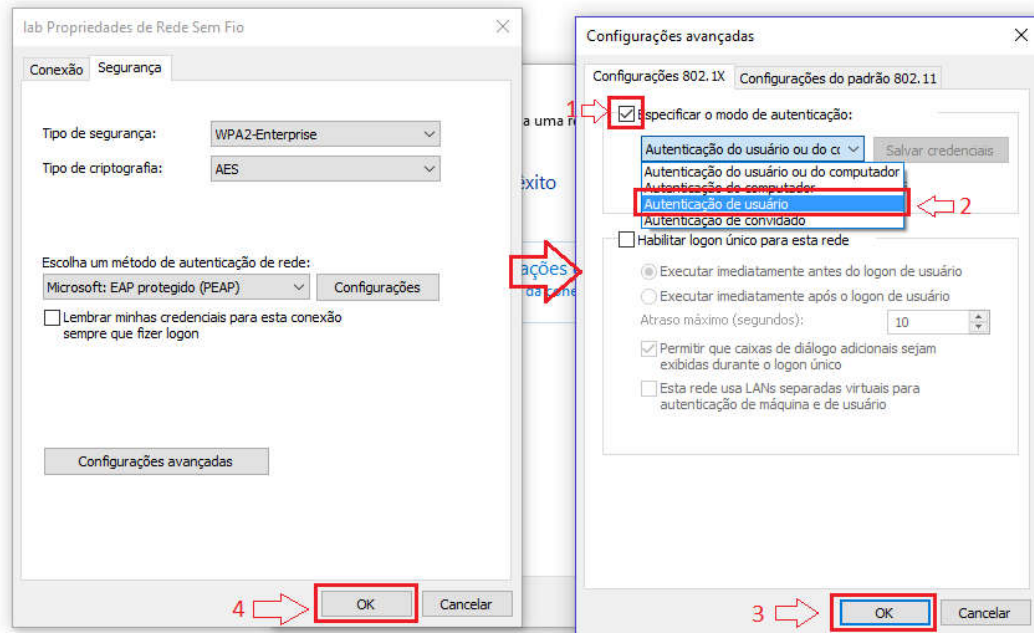 lab Propriedades de Rede Sem Fio
Conexão Segurança
Tipo de segurança: WPA2-Enterprise
Tipo de criptografia: AES
Escolha um método de autenticação de rede:
Microsoft: EAP protegido (PEAP) Configurações
Lembrar minhas credenciais para esta conexão
sempre que fizer logon
Configurações avançadas
4 OK Cancelar
a uma
êxito
ações
da cone
Configurações avançadas
Configurações 802.1X Configurações do padrão 802.11
1 Especificar o modo de autenticação:
Autenticação do usuário ou do cc Salvar credenciais
Autenticação do usuário ou do computador
Autenticação do computador
Autenticação de usuário 2
Autenticação de convidado
Habilitar logon único para esta rede
Executar imediatamente antes do logon de usuário
Executar imediatamente após o logon de usuário
Atraso máximo (segundos): 10
Permitir que caixas de diálogo adicionais sejam
exibidas durante o logon único
Esta rede usa LANs separadas virtuais para
autenticação de máquina e de usuário
3 OK Cancelar